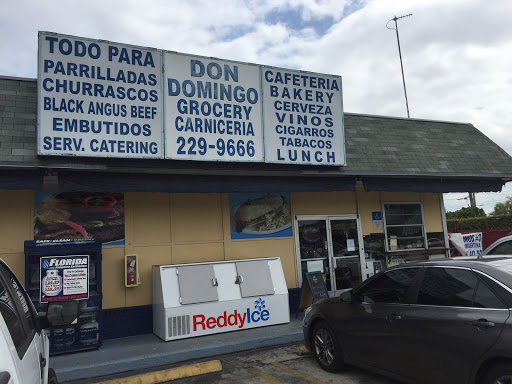 TODO PARA
PARRILLADAS
CHURRASCOS
BLACK ANGUS BEEF
EMBUTIDOS
SERV. CATERING
DON
DOMINGO
GROCERY
CARNICERIA
229-9666
CAFETERIA
BAKERY
CERVEZA
VINOS
CIGARROS
TABACOS
LUNCH
FLORIDA
ReddyIce